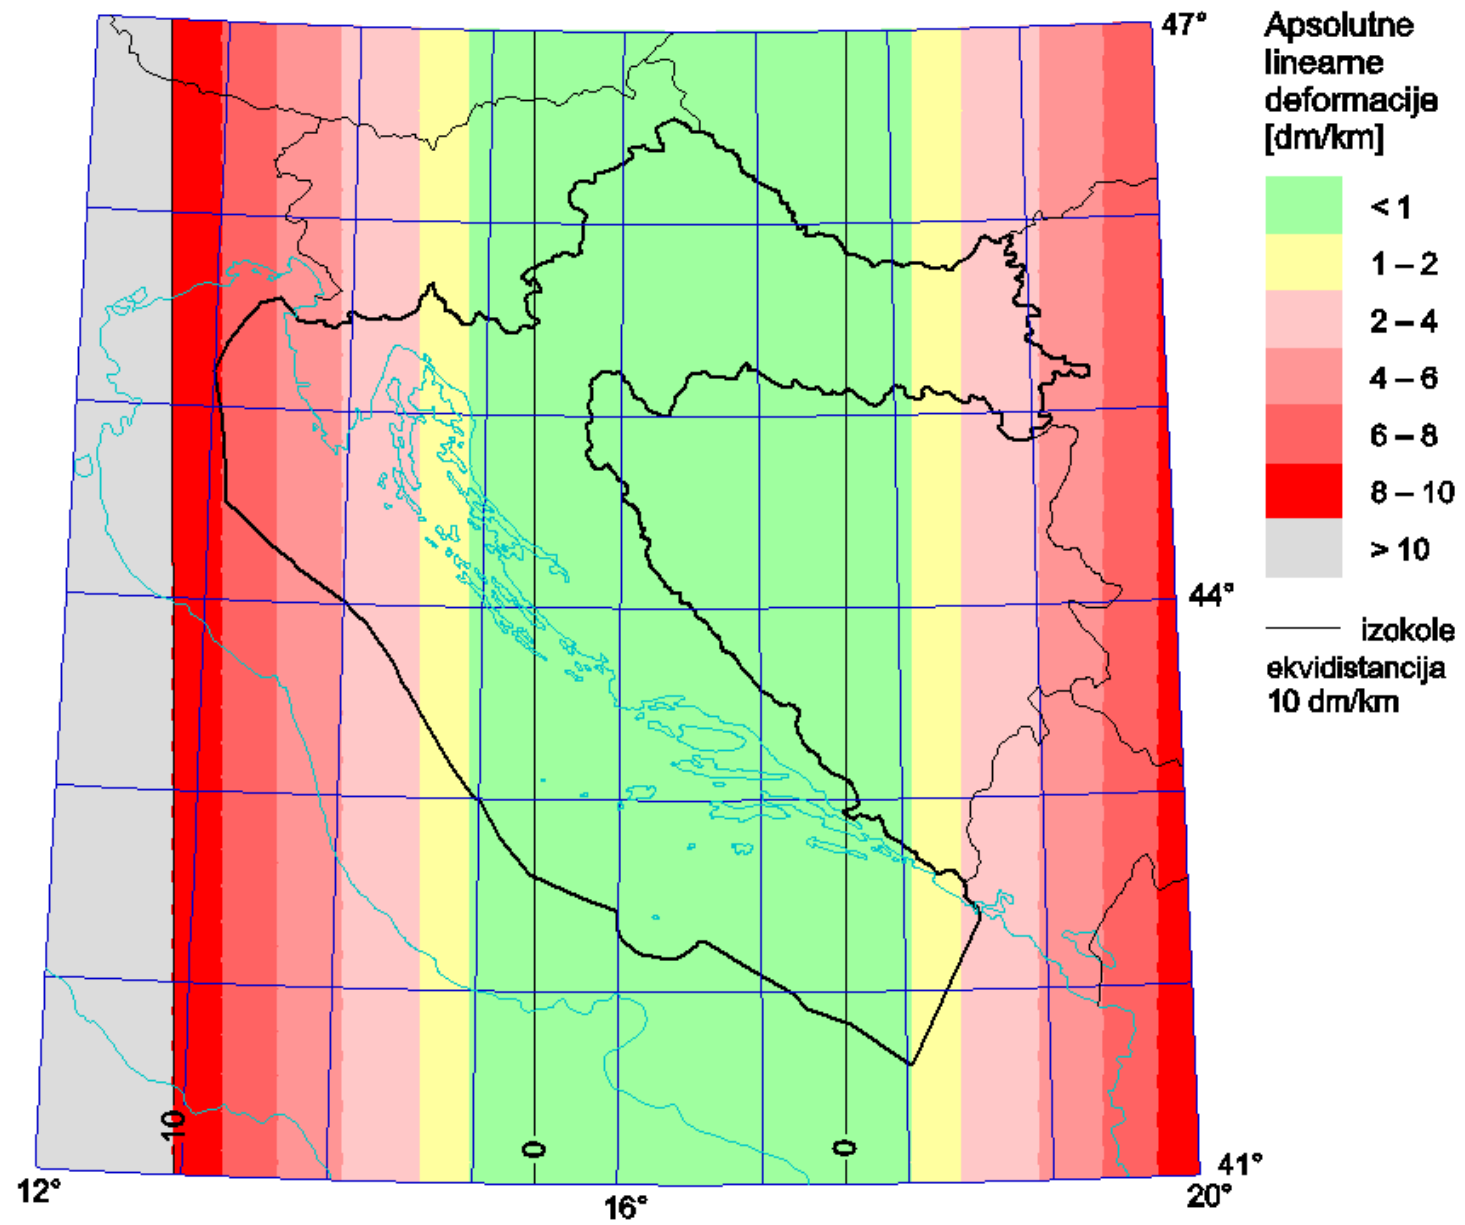 47°
Apsolutne
linearne
deformacije
[dm/km]
< 1
1 – 2
2 – 4
4 – 6
6 – 8
8 – 10
> 10
44°
izokole
ekvidistancija
10 dm/km
10
0
0
41°
12°
16°
20°